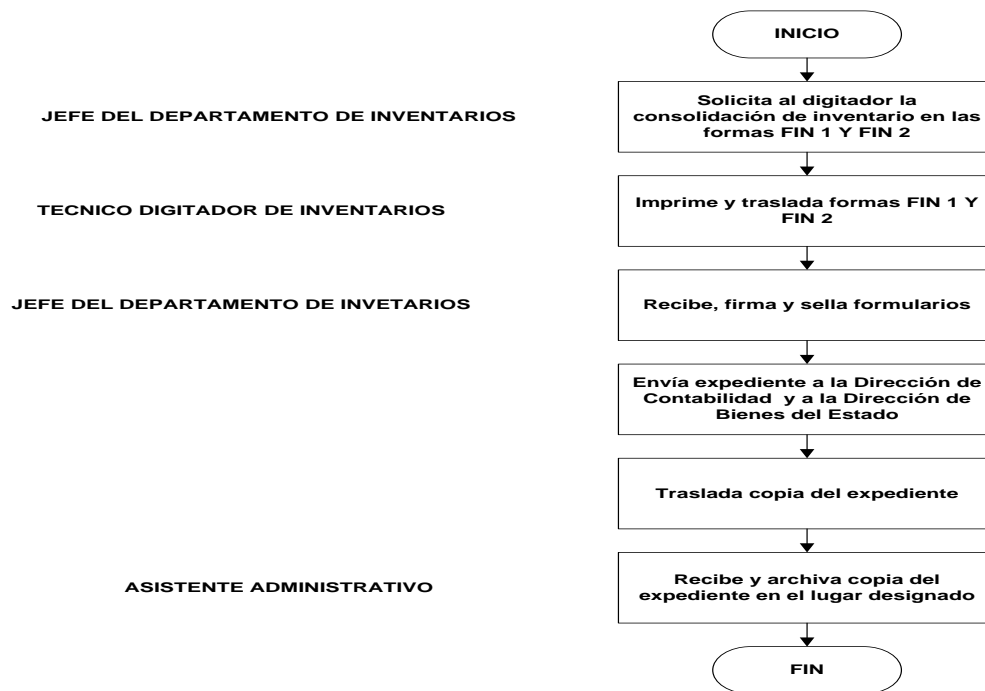 INICIO
JEFE DEL DEPARTAMENTO DE INVENTARIOS
Solicita al digitador la
consolidación de inventario en las
formas FIN 1 Y FIN 2
TECNICO DIGITADOR DE INVENTARIOS
Imprime y traslada formas FIN 1 Y
FIN 2
JEFE DEL DEPARTAMENTO DE INVETARIOS
Recibe, firma y sella formularios
Envía expediente a la Dirección de
Contabilidad y a la Dirección de
Bienes del Estado
Traslada copia del expediente
ASISTENTE ADMINISTRATIVO
Recibe y archiva copia del
expediente en el lugar designado
FIN